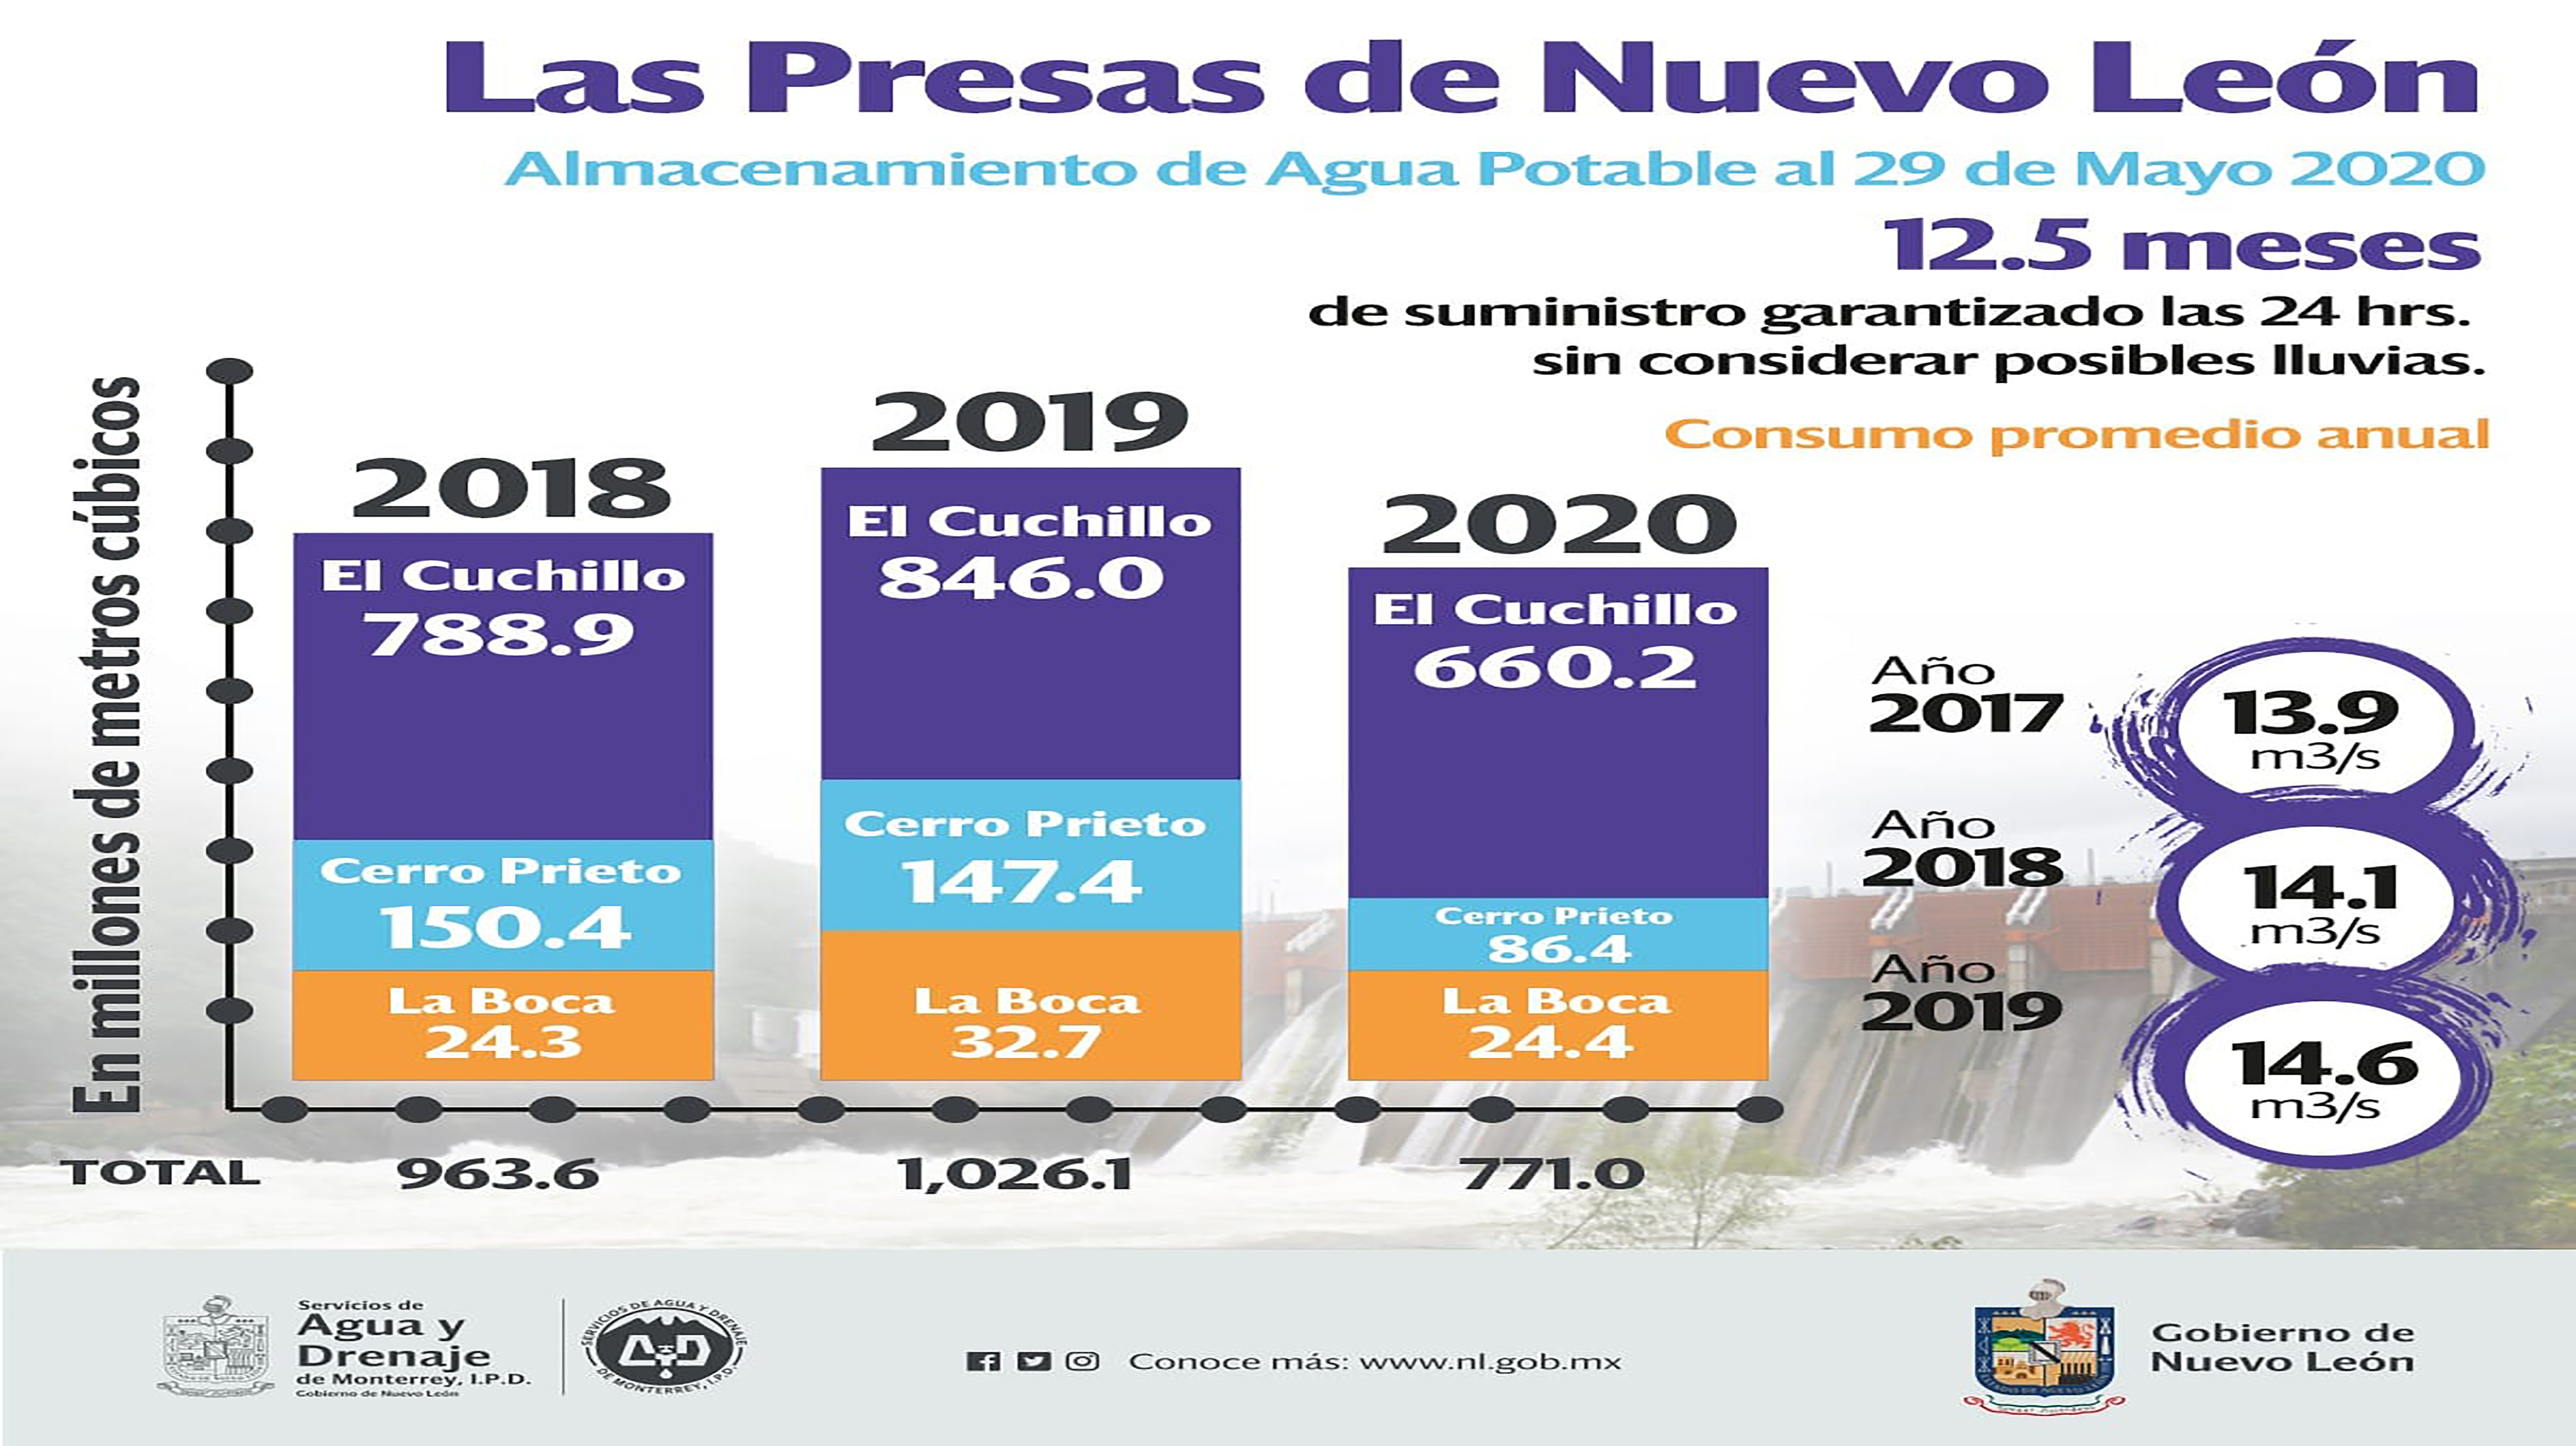 Las Presas de Nuevo León
Almacenamiento de Agua Potable al 29 de Mayo 2020
12.5 meses
de suministro garantizado las 24 hrs.
sin considerar posibles lluvias.
Consumo promedio anual
En millones de metros cúbicos
2018
El Cuchillo
788.9
Cerro Prieto
150.4
La Boca
24.3
2019
El Cuchillo
846.0
Cerro Prieto
147.4
La Boca
32.7
2020
El Cuchillo
660.2
Cerro Prieto
86.4
La Boca
24.4
Año
2017
13.9
m3/s
Año
2018
14.1
m3/s
Año
2019
14.6
m3/s
TOTAL 963.6 1,026.1 771.0
Servicios de
Agua y
Drenaje
de Monterrey, I.P.D.
Gobierno de Nuevo León
SERVICIOS DE AGUA Y DRENAJE
DE MONTERREY, I.P.D.
Conoce más: www.nl.gob.mx
Gobierno de
Nuevo León